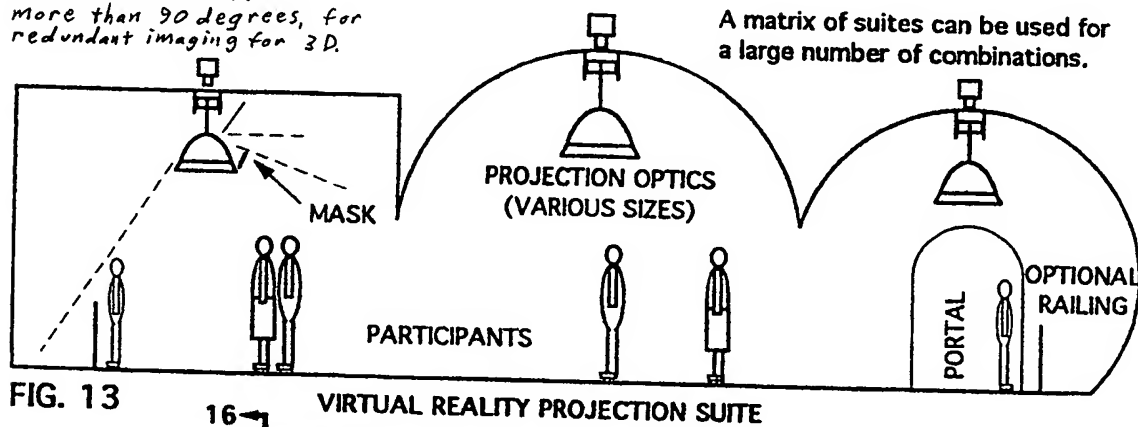 more than 90 degrees, for
redundant imaging for 3D.
A matrix of suites can be used for
a large number of combinations.
MASK
PROJECTION OPTICS
(VARIOUS SIZES)
PARTICIPANTS
PORTAL
OPTIONAL
RAILING
FIG. 13
16
VIRTUAL REALITY PROJECTION SUITE